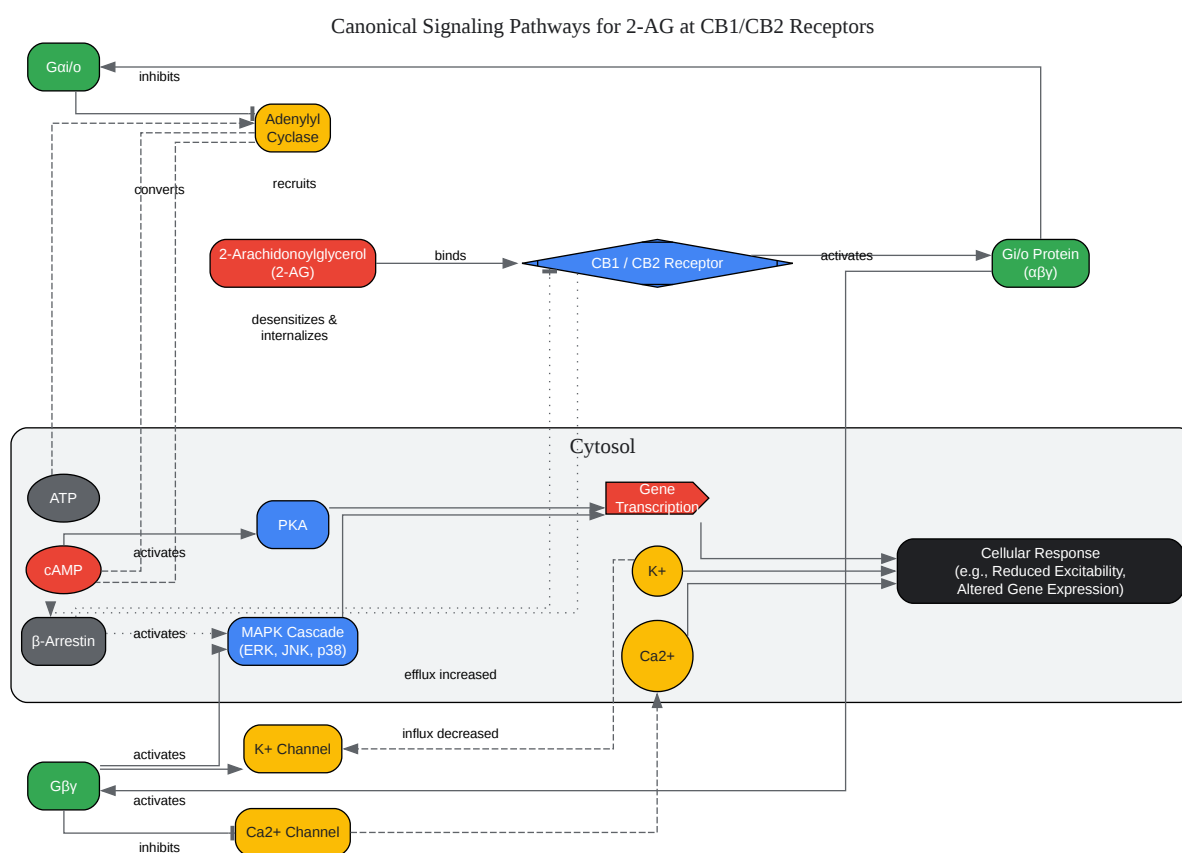 Canonical Signaling Pathways for 2-AG at CB1/CB2 Receptors
Gαi/o
inhibits
Adenylyl
Cyclase
converts
recruits
2-Arachidonoylglycerol
(2-AG)
binds
CB1 / CB2 Receptor
activates
Gi/o Protein
(αβγ)
desensitizes &
internalizes
Cytosol
ATP
PKA
Gene
Transcription
activates
cAMP
K+
Cellular Response
(e.g., Reduced Excitability,
Altered Gene Expression)
β-Arrestin
activates
MAPK Cascade
(ERK, JNK, p38)
Ca2+
efflux increased
influx decreased
activates
K+ Channel
Gβγ
activates
Ca2+ Channel
inhibits